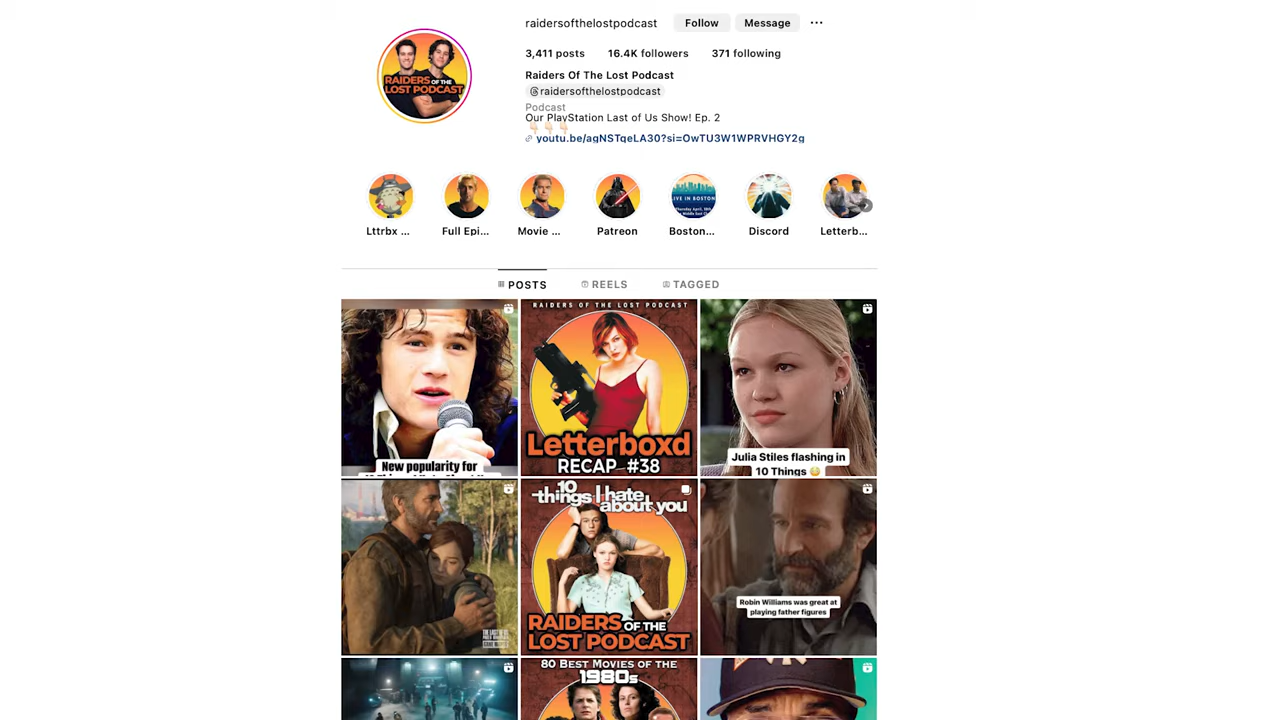 raidersofthelostpodcast Follow Message ...
3,411 posts 16.4K followers 371 following
Raiders Of The Lost Podcast
@raidersofthelostpodcast
Podcast
Our PlayStation Last of Us Show! Ep. 2
👇🏻👇🏻👇🏻
youtu.be/agNSTqeLA30?si=OwTU3W1WPRVHGY2g
RAIDERS OF THE
LOST PODCAST
LIVE IN BOSTON
Lttrbx ... Full Epi... Movie ... Patreon Boston... Discord Letterb...
POSTS REELS TAGGED
New popularity for
RAIDERS OF THE LOST PODCAST
Letterboxd
RECAP #38
Julia Stiles flashing in
10 Things 😳
10
things I hate
about you
RAIDERS OF THE
LOST PODCAST
Robin Williams was great at
playing father figures
80 BEST MOVIES OF THE
1980s